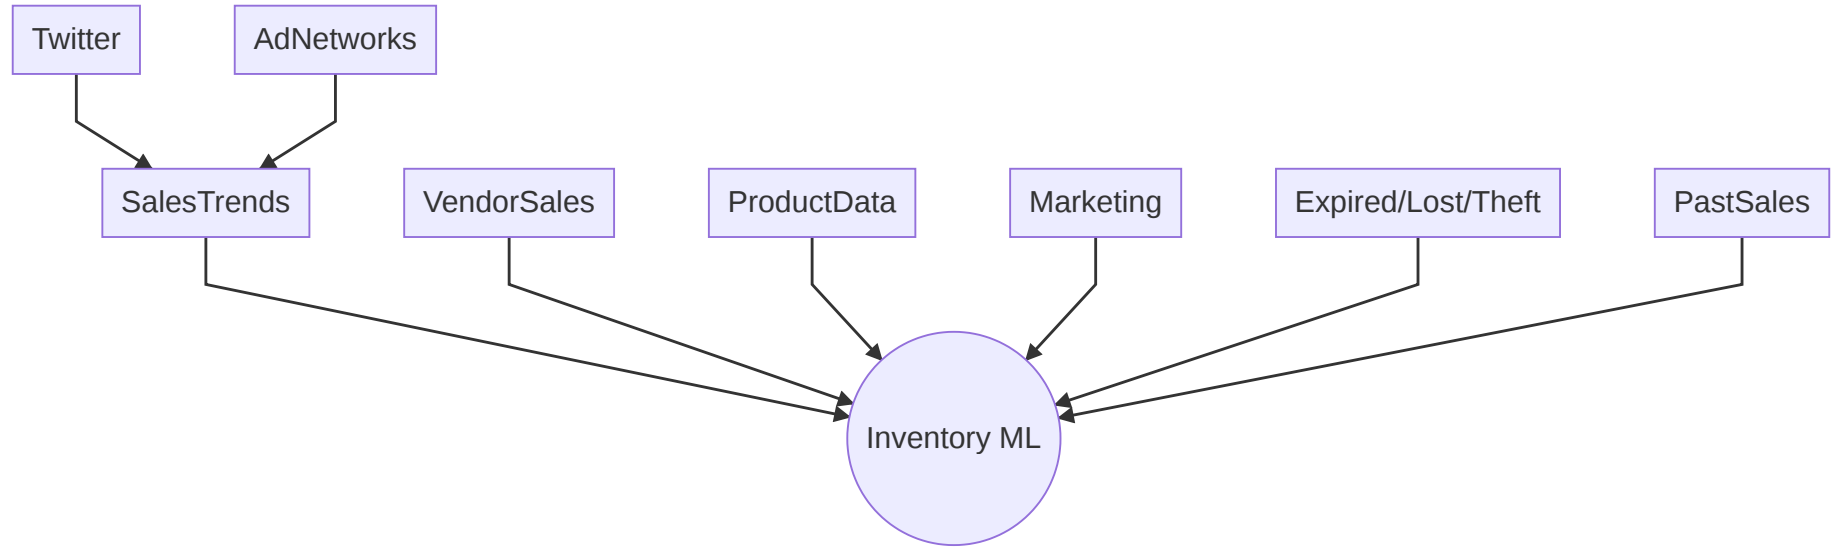 Twitter
AdNetworks
SalesTrends
VendorSales
ProductData
Marketing
Expired/Lost/Theft
PastSales
Inventory ML